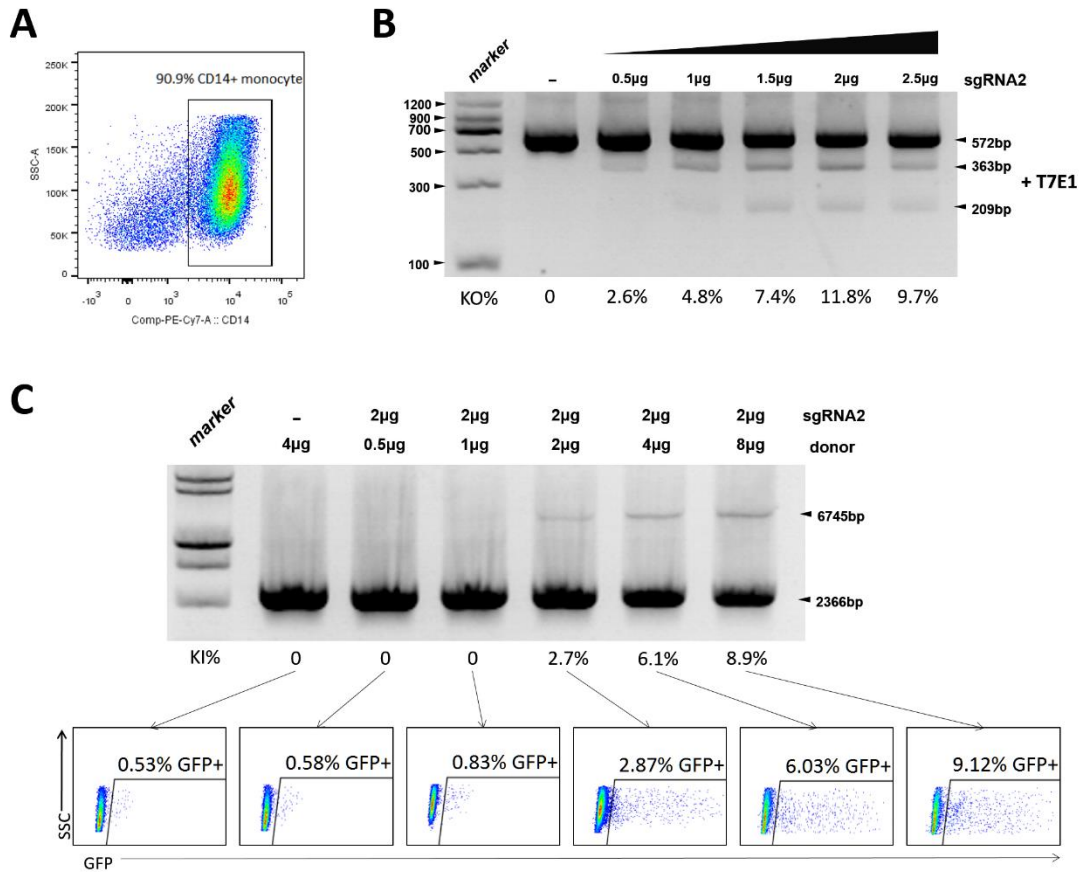 A
90.9% CD14+ monocyte
250K
200K
150K
100K
50K
0
SSC-A
-10³ 0 10³ 10⁴ 10⁵
Comp-PE-Cy7-A :: CD14
B
marker
– 0.5µg 1µg 1.5µg 2µg 2.5µg sgRNA2
1200
900
700
500
300
100
572bp
363bp
209bp
+ T7E1
KO% 0 2.6% 4.8% 7.4% 11.8% 9.7%
C
marker
– 2µg 2µg 2µg 2µg 2µg sgRNA2
4µg 0.5µg 1µg 2µg 4µg 8µg donor
6745bp
2366bp
KI% 0 0 0 2.7% 6.1% 8.9%
0.53% GFP+ 0.58% GFP+ 0.83% GFP+ 2.87% GFP+ 6.03% GFP+ 9.12% GFP+
SSC
GFP